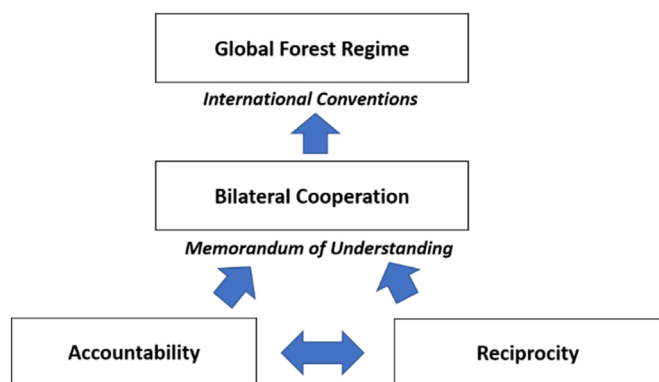 Global Forest Regime
International Conventions
Bilateral Cooperation
Memorandum of Understanding
Accountability
Reciprocity